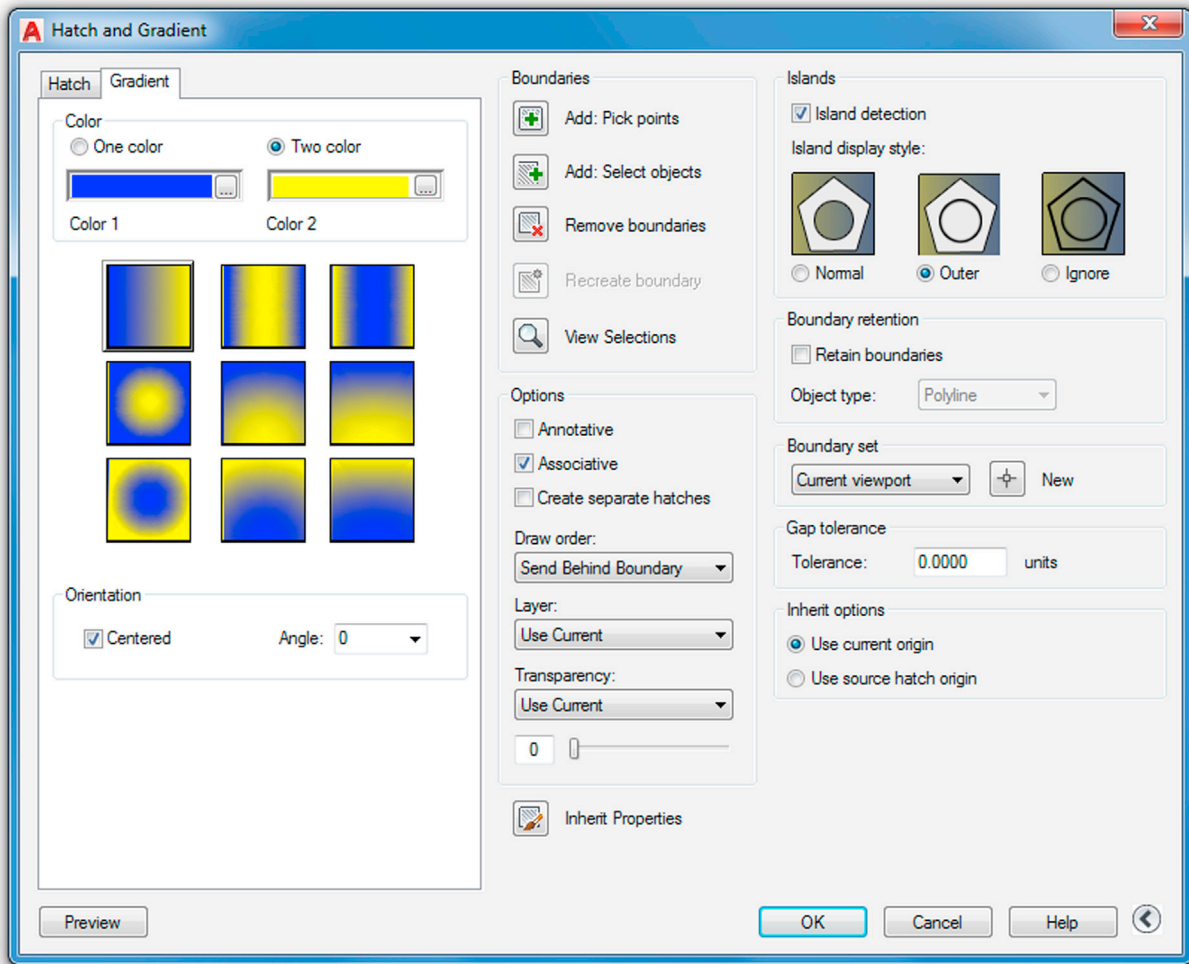 Hatch and Gradient
Hatch
Gradient
Color
One color
Two color
...
...
Color 1
Color 2
Orientation
Centered
Angle:
0
Boundaries
Add: Pick points
Add: Select objects
Remove boundaries
Recreate boundary
View Selections
Options
Annotative
Associative
Create separate hatches
Draw order:
Send Behind Boundary
Layer:
Use Current
Transparency:
Use Current
0
Inherit Properties
Islands
Island detection
Island display style:
Normal
Outer
Ignore
Boundary retention
Retain boundaries
Object type:
Polyline
Boundary set
Current viewport
New
Gap tolerance
Tolerance:
0.0000
units
Inherit options
Use current origin
Use source hatch origin
Preview
OK
Cancel
Help